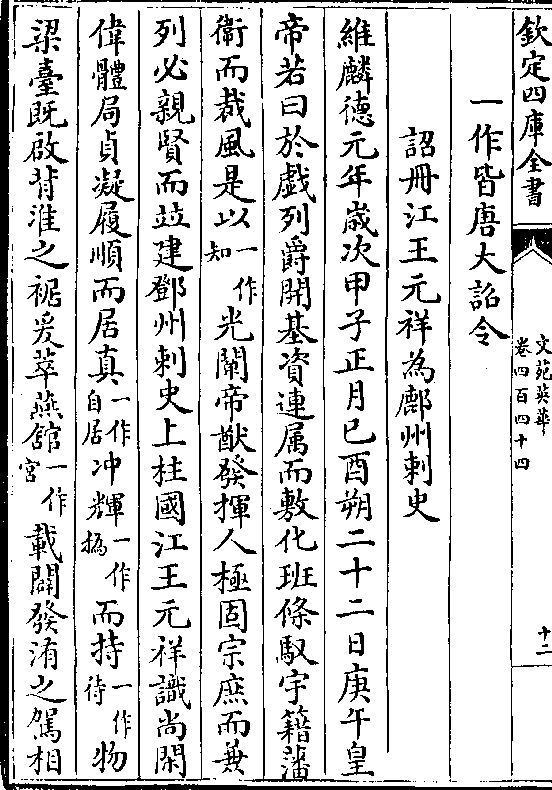 欽定四庫全書
文苑英華
卷四百四十四
十二
一作皆唐大詔令
詔冊江王元祥為鄜州刺史
維麟德元年歲次甲子正月己酉朔二十二日庚午皇
帝若曰於戲列爵開基資連属而敷化班條馭宇籍藩
衛而裁風是以一作知光闡帝猷發揮人極固宗庶而兼
列必親賢而竝建鄧州刺史上柱國江王元祥識尚閑
偉體局貞凝履順而居真一作自居冲輝一作光撝而持一作待物
梁臺既啟背淮之䘿爰萃燕舘一作宮載闢發洧之駕相